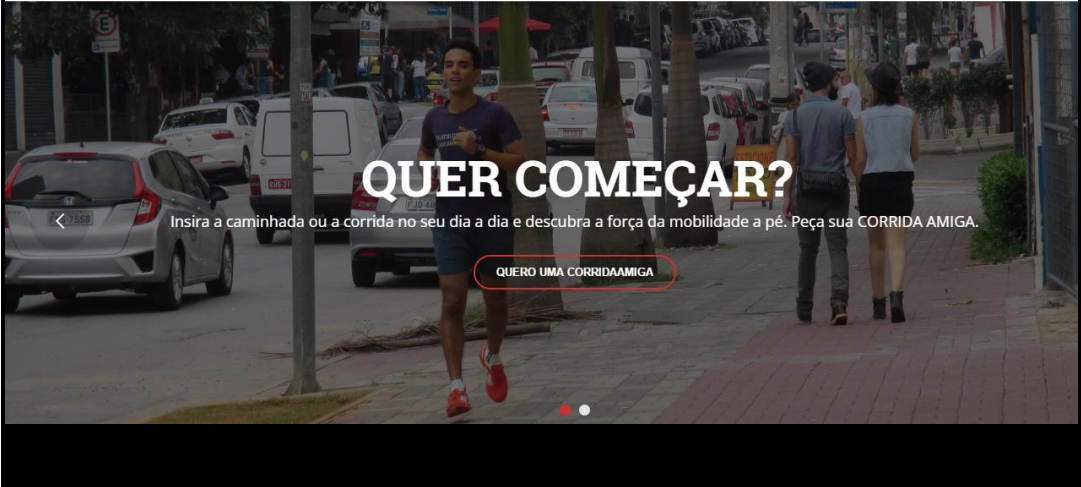 E
QUER COMEÇAR?
Insira a caminhada ou a corrida no seu dia a dia e descubra a força da mobilidade a pé. Peça sua CORRIDA AMIGA.
QUERO UMA CORRIDAAMIGA